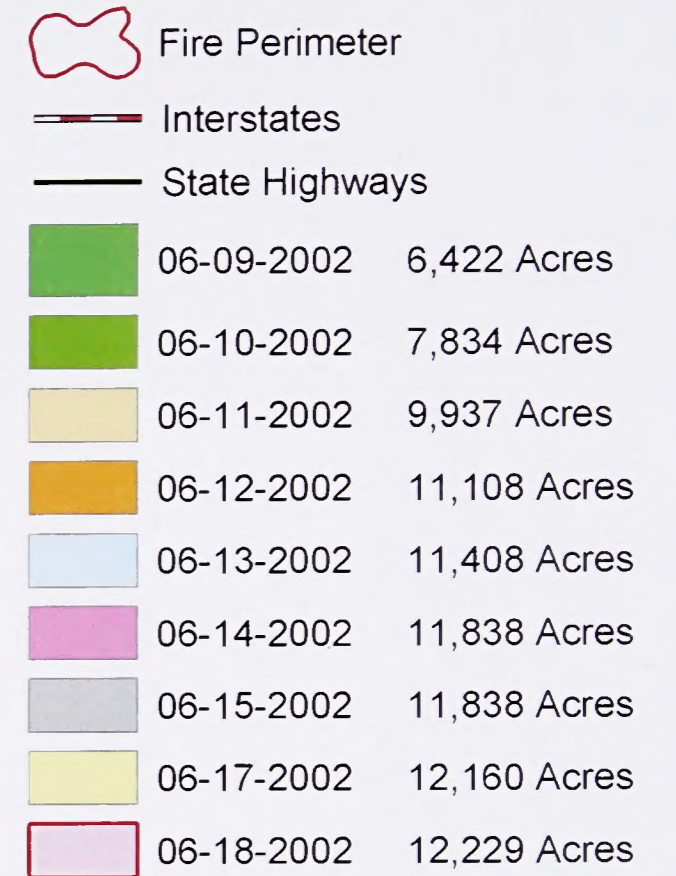 Fire Perimeter
Interstates
State Highways
06-09-2002 6,422 Acres
06-10-2002 7,834 Acres
06-11-2002 9,937 Acres
06-12-2002 11,108 Acres
06-13-2002 11,408 Acres
06-14-2002 11,838 Acres
06-15-2002 11,838 Acres
06-17-2002 12,160 Acres
06-18-2002 12,229 Acres